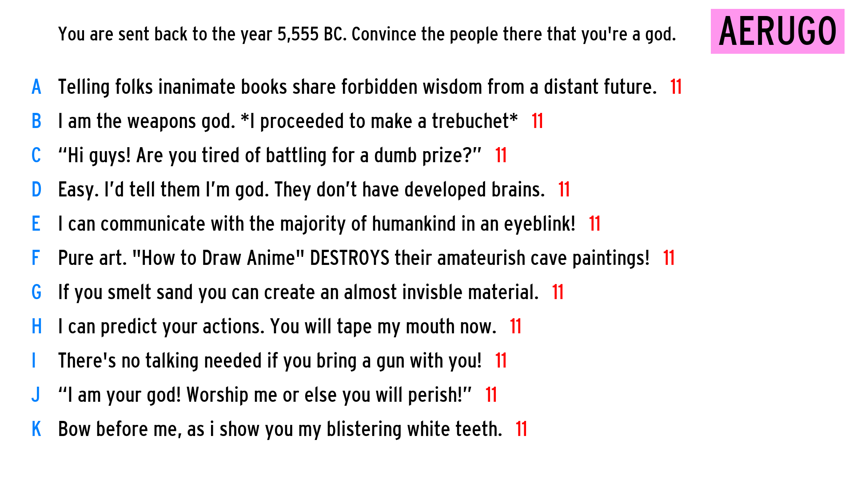 You are sent back to the year 5,555 BC. Convince the people there that you're a god.
AERUGO
A Telling folks inanimate books share forbidden wisdom from a distant future. 11
B I am the weapons god. *I proceeded to make a trebuchet* 11
C “Hi guys! Are you tired of battling for a dumb prize?” 11
D Easy. I’d tell them I’m god. They don’t have developed brains. 11
E I can communicate with the majority of humankind in an eyeblink! 11
F Pure art. "How to Draw Anime" DESTROYS their amateurish cave paintings! 11
G If you smelt sand you can create an almost invisble material. 11
H I can predict your actions. You will tape my mouth now. 11
I There's no talking needed if you bring a gun with you! 11
J “I am your god! Worship me or else you will perish!” 11
K Bow before me, as i show you my blistering white teeth. 11